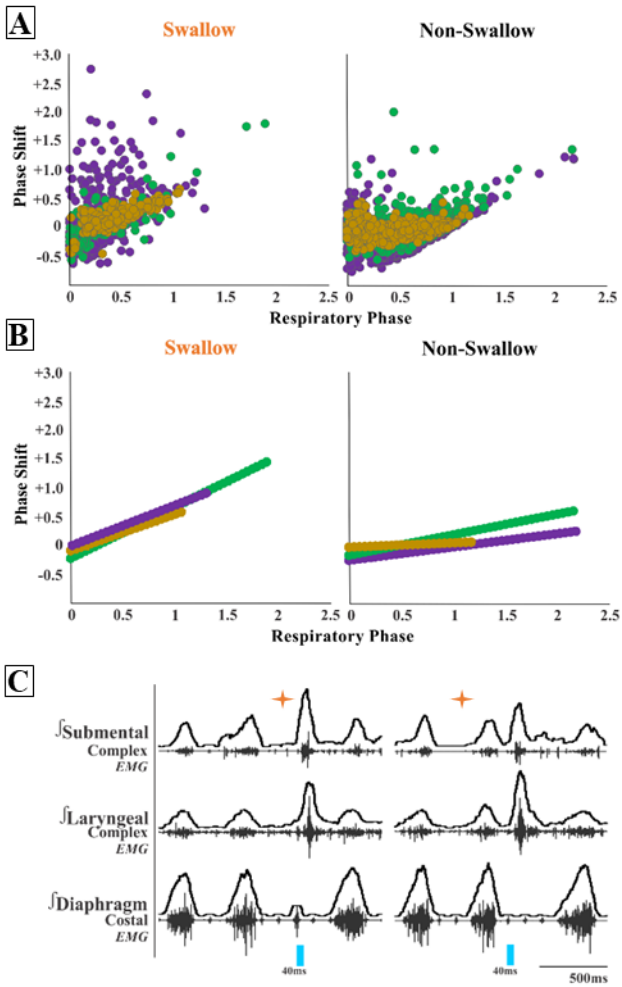 A
Swallow Non-Swallow
+3.0
+2.5
+2.0
+1.5
+1.0
+0.5
0
-0.5
Phase Shift
0 0.5 1 1.5 2 2.5 0 0.5 1 1.5 2 2.5
Respiratory Phase
B
Swallow Non-Swallow
+3.0
+2.5
+2.0
+1.5
+1.0
+0.5
0
-0.5
Phase Shift
0 0.5 1 1.5 2 2.5 0 0.5 1 1.5 2 2.5
Respiratory Phase
C
∫Submental
Complex
EMG
∫Laryngeal
Complex
EMG
∫Diaphragm
Costal
EMG
40ms 40ms
500ms